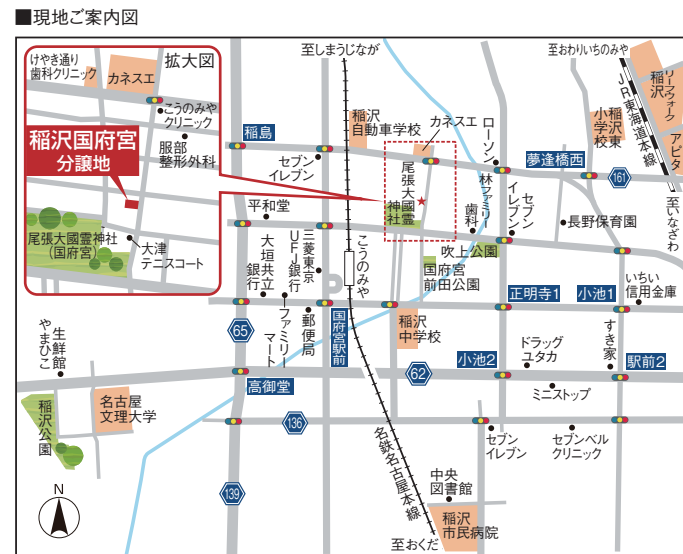 ■現地ご案内図
けやき通り
歯科クリニック
カネスエ
拡大図
こうのみや
クリニック
服部
整形外科
稲沢国府宮
分譲地
尾張大國霊神社
(国府宮)
大津
テニスコート
至しまうじなが
至おわりいちのみや
稲沢
自動車学校
カネスエ
ローソン
稲沢東
小学校
リーフウォーク
稲沢
アピタ
JR東海道本線
稲島
セブン
イレブン
夢逢橋西
161
至いなざわ
尾張大國霊
神社
林ファミリー
歯科
セブン
イレブン
長野保育園
平和堂
大垣共立
銀行
三菱東京
UFJ銀行
こうのみや
吹上公園
国府宮
前田公園
いちい
信用金庫
65
ファミリー
マート
郵便局
国府宮駅前
稲沢
中学校
正明寺1
小池1
ドラッグ
ユタカ
すき家
生鮮館
やまひこ
高御堂
62
小池2
駅前2
ミニストップ
稲沢公園
名古屋
文理大学
136
セブン
イレブン
セブンベル
クリニック
名鉄名古屋本線
139
中央
図書館
稲沢
市民病院
至おくだ
N